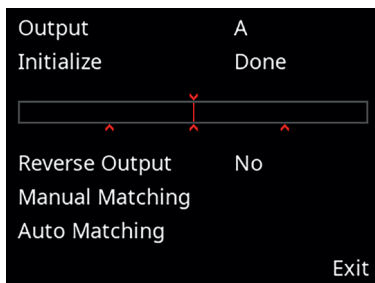 Output A
Initialize Done
Reverse Output No
Manual Matching
Auto Matching
Exit